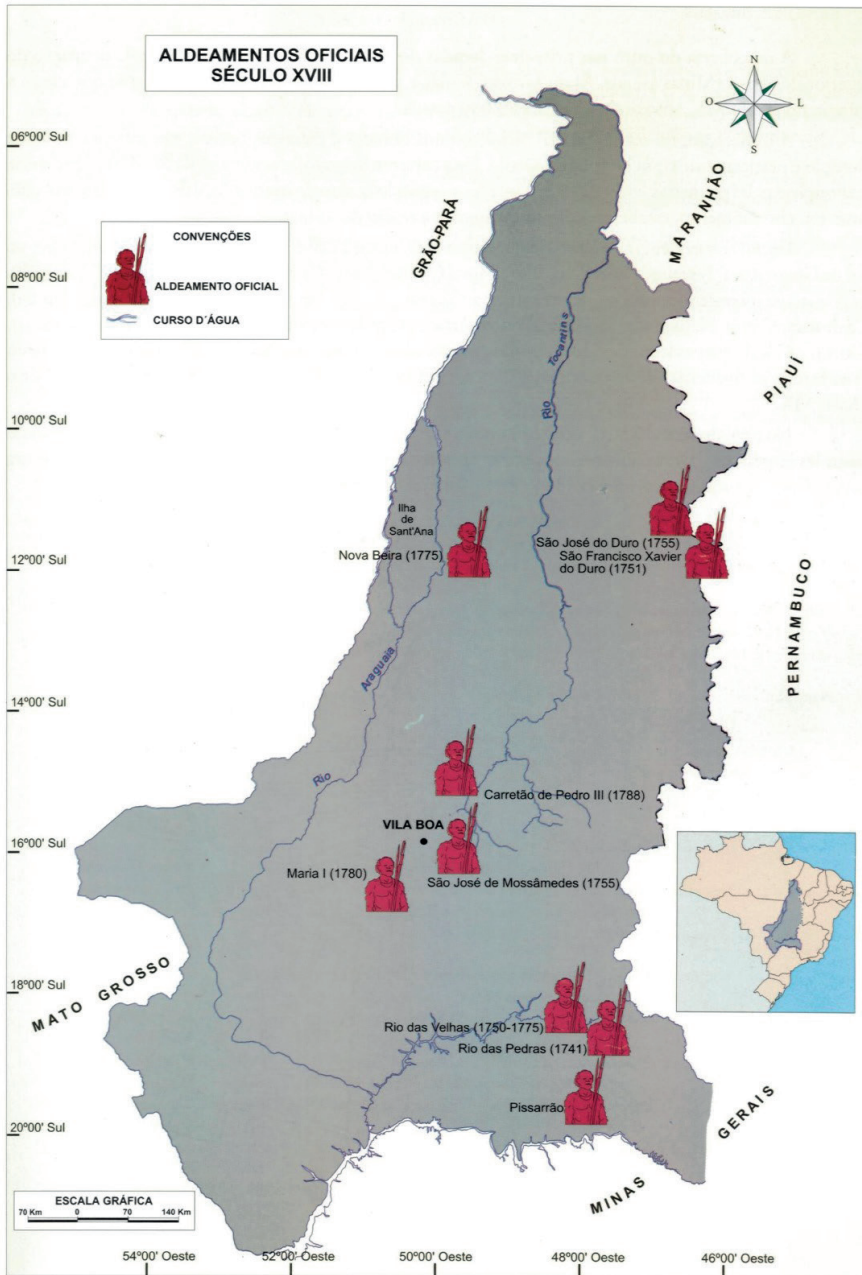 ALDEAMENTOS OFICIAIS
SÉCULO XVIII
N
O
L
S
06º00' Sul
08º00' Sul
10º00' Sul
12º00' Sul
14º00' Sul
16º00' Sul
18º00' Sul
20º00' Sul
CONVENÇÕES
ALDEAMENTO OFICIAL
CURSO D´ÁGUA
GRÃO-PARÁ
MARANHÃO
PIAUÍ
PERNAMBUCO
Rio Tocantins
Ilha
de
Sant'Ana
Nova Beira (1775)
São José do Duro (1755)
São Francisco Xavier
do Duro (1751)
Rio Araguaia
Carretão de Pedro III (1788)
VILA BOA
Maria I (1780)
São José de Mossâmedes (1755)
MATO GROSSO
Rio das Velhas (1750-1775)
Rio das Pedras (1741)
Pissarrão
MINAS GERAIS
ESCALA GRÁFICA
70 Km 0 70 140 Km
54º00' Oeste
52º00' Oeste
50º00' Oeste
48º00' Oeste
46º00' Oeste